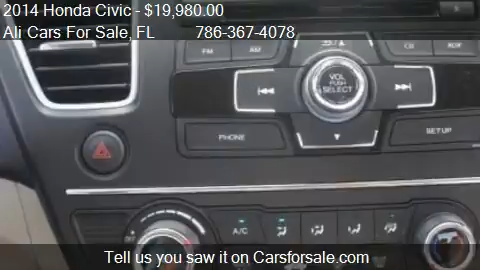 2014 Honda Civic - $19,980.00
Ali Cars For Sale, FL 786-367-4078
FM AM CD
VOL
PUSH
SELECT
PHONE SETUP
A/C
Tell us you saw it on Carsforsale.com